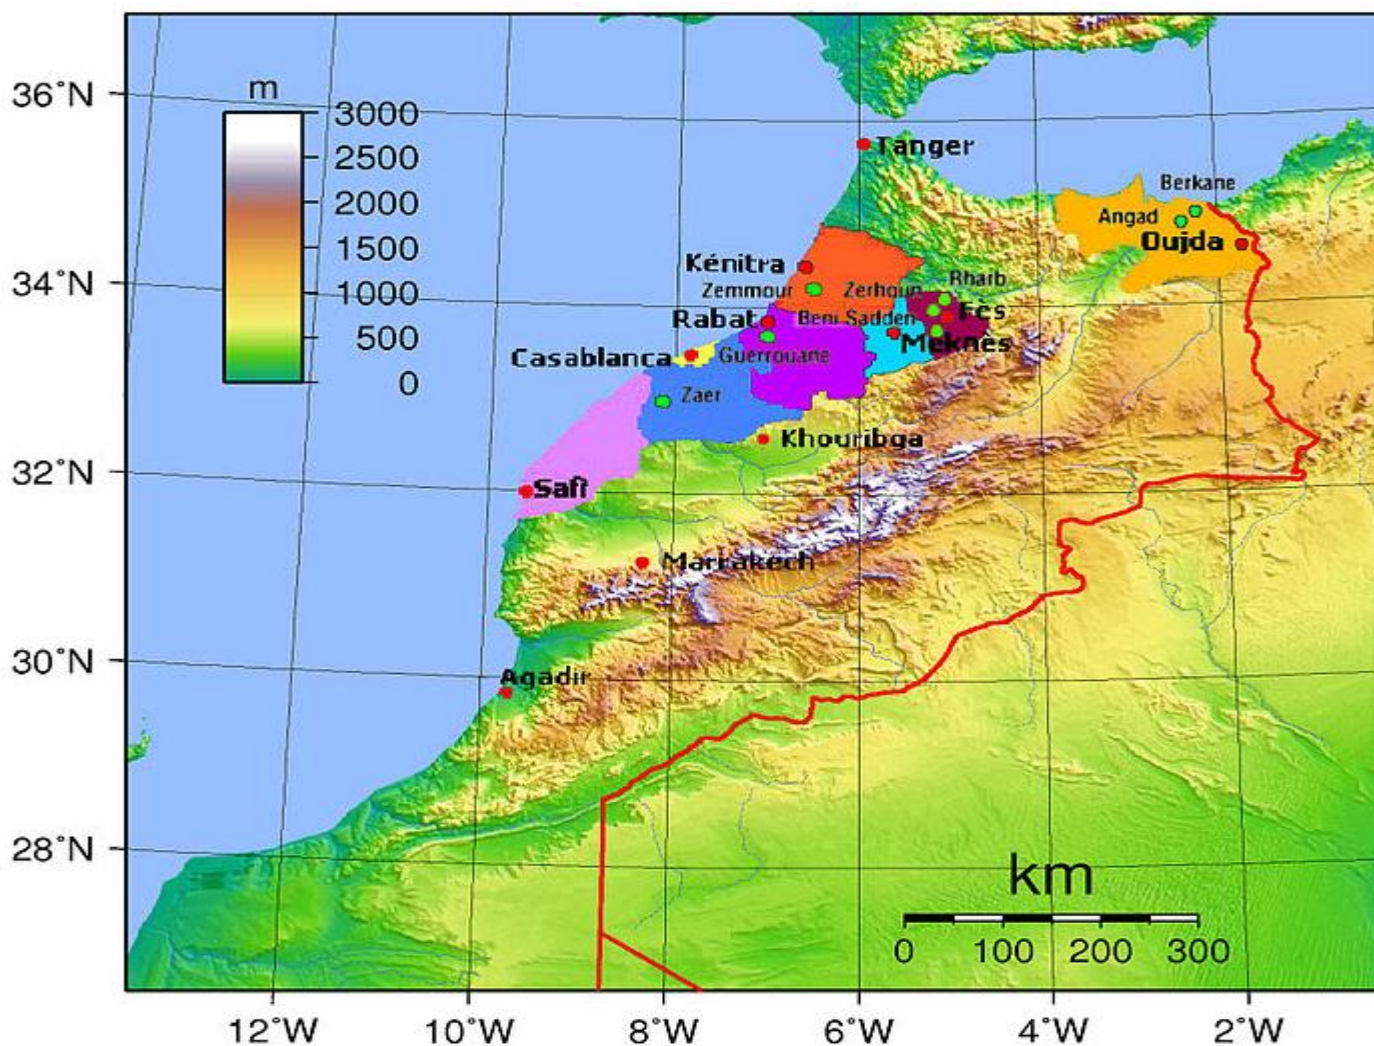 36°N
34°N
32°N
30°N
28°N
m
3000
2500
2000
1500
1000
500
0
Tanger
Berkane
Angad
Oujda
Kénitra
Zemmour
Zerhoun
Rharb
Fès
Rabat
Beni Sadden
Meknès
Casablanca
Guerrouane
Zaer
Khouribga
Safi
Marrakech
Agadir
km
0 100 200 300
12°W 10°W 8°W 6°W 4°W 2°W